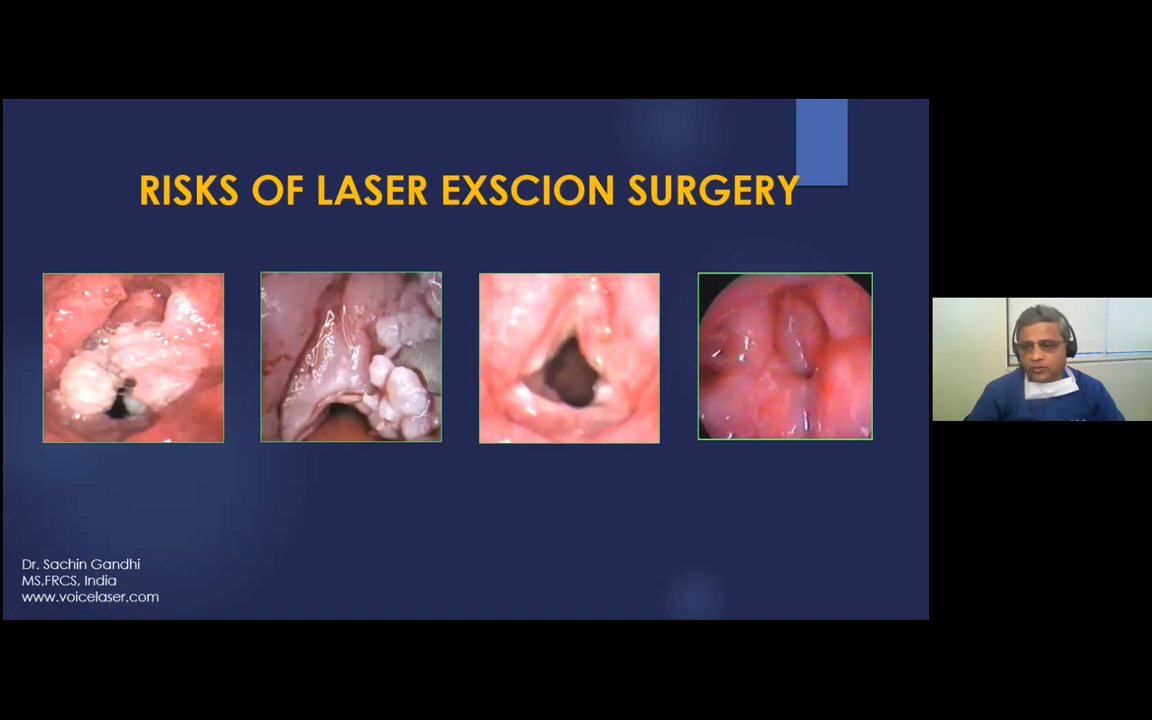 RISKS OF LASER EXSCION SURGERY
Dr. Sachin Gandhi
MS,FRCS, India
www.voicelaser.com